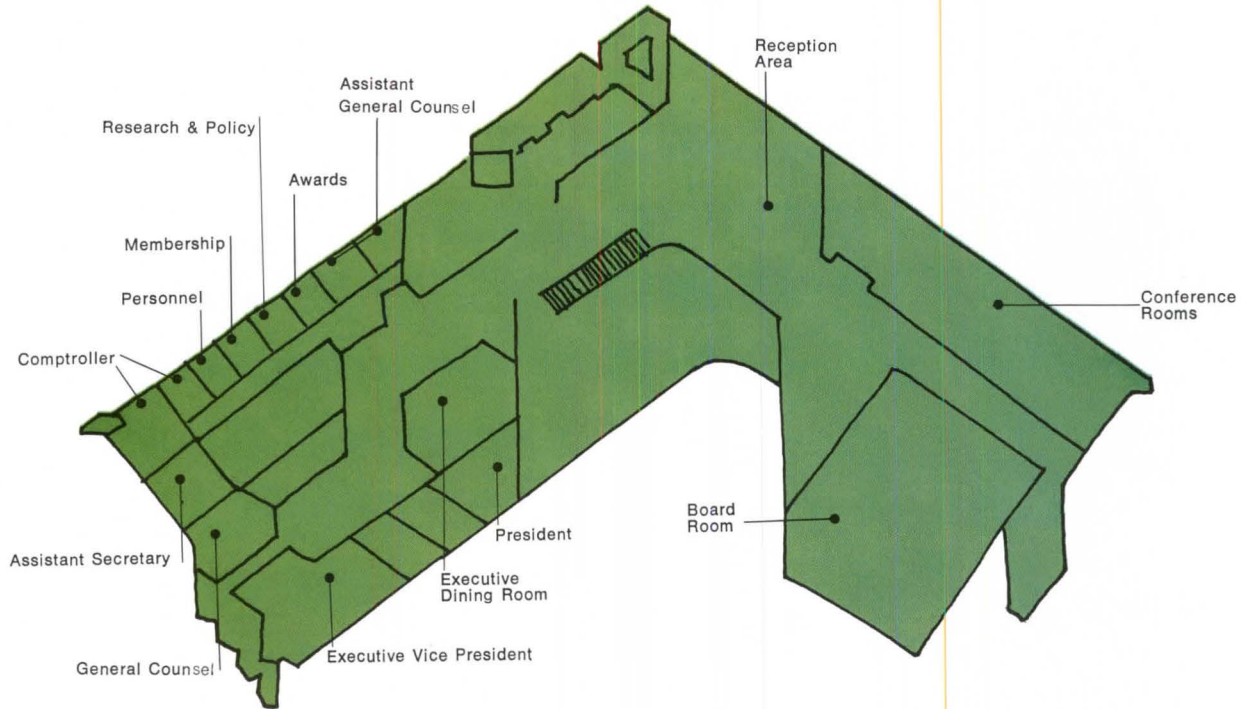 Reception
Area
Assistant
General Counsel
Research & Policy
Awards
Membership
Personnel
Comptroller
Conference
Rooms
Board
Room
President
Assistant Secretary
Executive
Dining Room
Executive Vice President
General Counsel